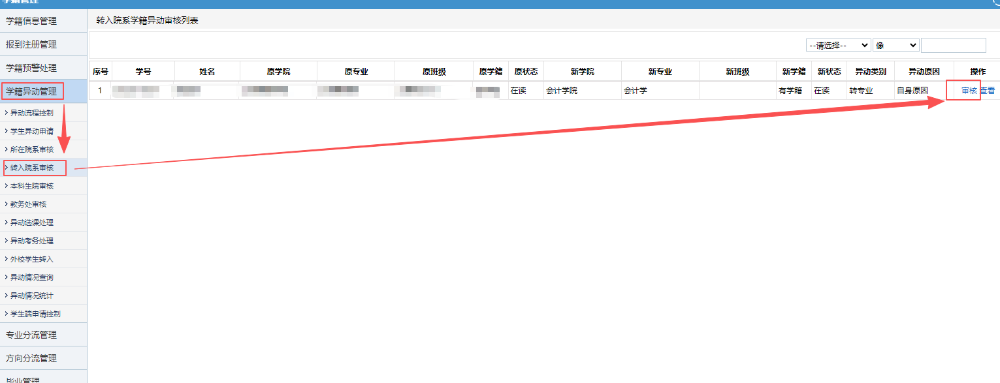 学籍管理
学籍信息管理
转入院系学籍异动审核列表
报到注册管理
--请选择-- 像
学籍预警处理
序号 学号 姓名 原学院 原专业 原班级 原学籍 原状态 新学院 新专业 新班级 新学籍 新状态 异动类别 异动原因 操作
学籍异动管理
1 在读 会计学院 会计学 有学籍 在读 转专业 自身原因 审核 查看
异动流程控制
学生异动申请
所在院系审核
转入院系审核
本科生院审核
教务处审核
异动选课处理
异动考务处理
外校学生转入
异动情况查询
异动情况统计
学生端申请控制
专业分流管理
方向分流管理
毕业管理